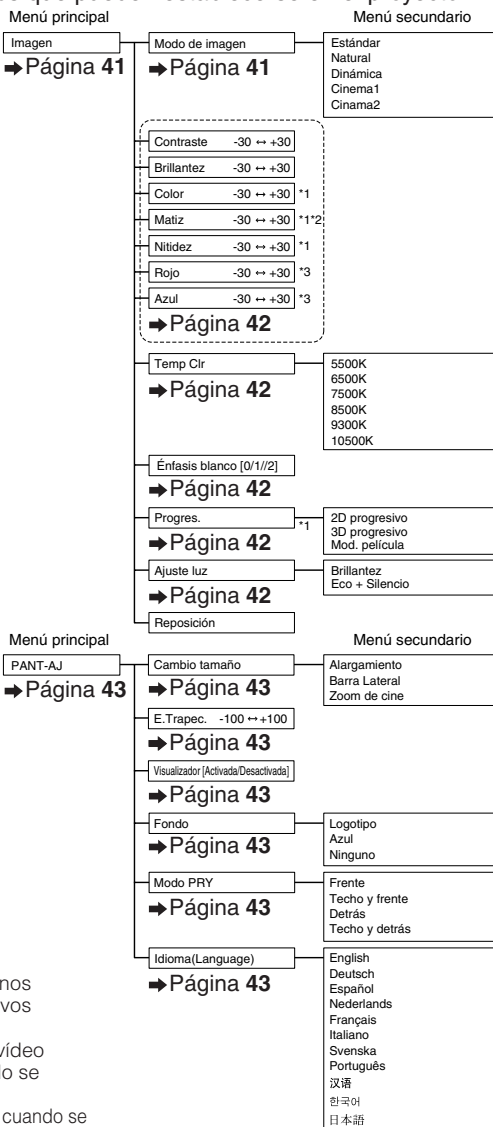 Menú principal Menú secundario
Imagen
➡Página 41
Modo de imagen
➡Página 41
Estándar
Natural
Dinámica
Cinema1
Cinama2
Contraste -30 ↔ +30
Brillantez -30 ↔ +30
Color -30 ↔ +30 *1
Matiz -30 ↔ +30 *1*2
Nitidez -30 ↔ +30 *1
Rojo -30 ↔ +30 *3
Azul -30 ↔ +30 *3
➡Página 42
Temp Clr
➡Página 42
5500K
6500K
7500K
8500K
9300K
10500K
Énfasis blanco [0/1//2]
➡Página 42
Progres. *1
➡Página 42
2D progresivo
3D progresivo
Mod. película
Ajuste luz
➡Página 42
Brillantez
Eco + Silencio
Reposición
Menú principal Menú secundario
PANT-AJ
➡Página 43
Cambio tamaño
➡Página 43
Alargamiento
Barra Lateral
Zoom de cine
E.Trapec. -100 ↔+100
➡Página 43
Visualizador [Activada/Desactivada]
➡Página 43
Fondo
➡Página 43
Logotipo
Azul
Ninguno
Modo PRY
➡Página 43
Frente
Techo y frente
Detrás
Techo y detrás
Idioma(Language)
➡Página 43
English
Deutsch
Español
Nederlands
Français
Italiano
Svenska
Português
汉语
한국어
日本語
nos
vos
vídeo
lo se
cuando se